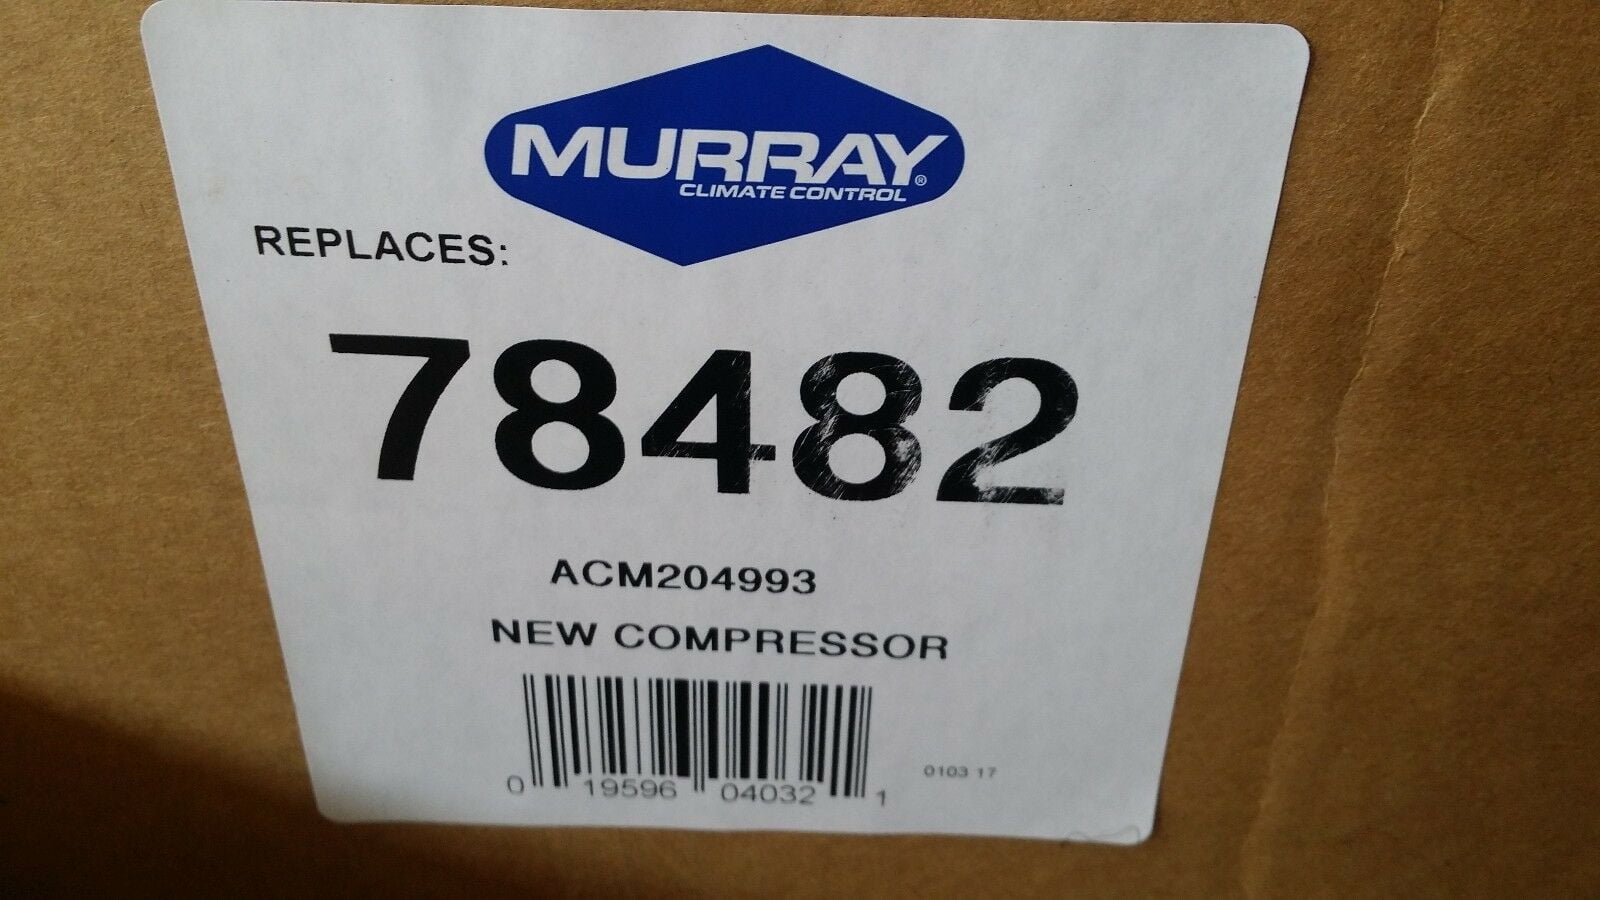 MURRAY®
CLIMATE CONTROL
REPLACES:
78482
ACM204993
NEW COMPRESSOR
0 19596 04032 1
0103 17